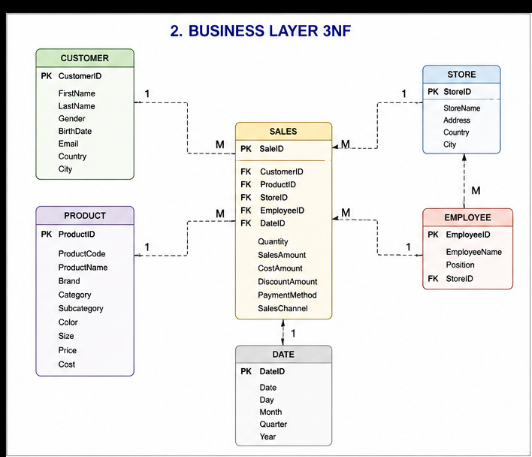 2. BUSINESS LAYER 3NF
CUSTOMER
PK CustomerID
FirstName
LastName
Gender
BirthDate
Email
Country
City
1
M
SALES
PK SaleID
FK CustomerID
FK ProductID
FK StoreID
FK EmployeeID
FK DateID
Quantity
SalesAmount
CostAmount
DiscountAmount
PaymentMethod
SalesChannel
STORE
PK StoreID
StoreName
Address
Country
City
1
M
M
EMPLOYEE
PK EmployeeID
EmployeeName
Position
FK StoreID
M
1
PRODUCT
PK ProductID
ProductCode
ProductName
Brand
Category
Subcategory
Color
Size
Price
Cost
M
1
1
DATE
PK DateID
Date
Day
Month
Quarter
Year